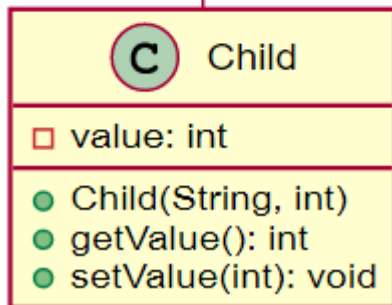 C Child
value: int
Child(String, int)
getValue(): int
setValue(int): void